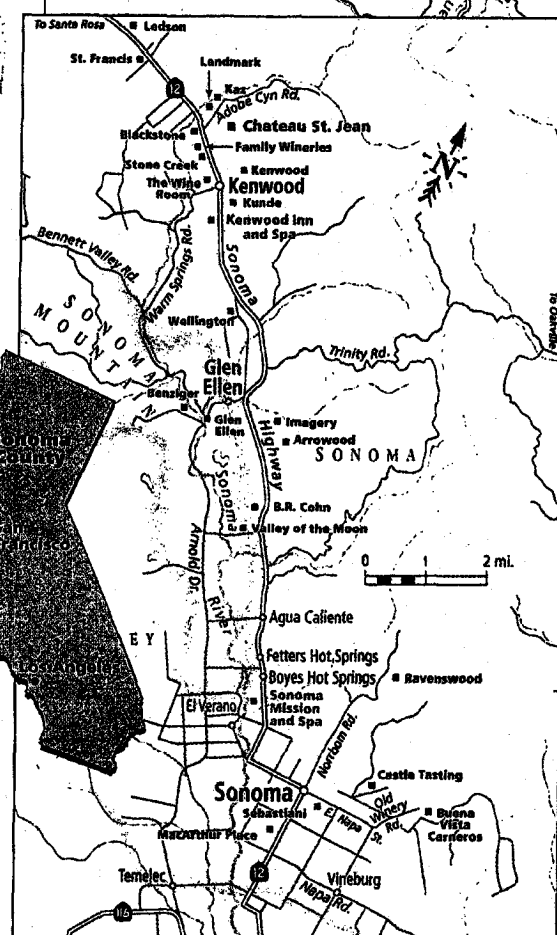 To Santa Rosa
Ledson
St. Francis
Landmark
12
Kaz
Adobe Cyn Rd.
Chateau St. Jean
Blackstone
Family Wineries
Stone Creek
Kenwood
The Wine
Room
Kenwood
Kunde
Kenwood Inn
and Spa
N
Bennett Valley Rd.
Warm Springs Rd.
Sonoma
SONOMA
MOUNTAIN
Wellington
To Oakville
Trinity Rd.
Glen
Ellen
Benziger
Glen
Ellen
Imagery
Arrowood
Highway
SONOMA
Sonoma
County
Sonoma
B.R. Cohn
Valley of the Moon
San
Francisco
Arnold Dr.
0 1 2 mi.
River
Agua Caliente
EY
Los Angeles
Fetters Hot Springs
Boyes Hot Springs
Ravenswood
Sonoma
Mission
and Spa
El Verano
Norrbom Rd.
Castle Tasting
Sonoma
Old
Winery
Rd.
Sebastiani
E. Napa
St.
Buena
Vista
Carneros
MacArthur Place
Temelec
12
Vineburg
Napa Rd.
116